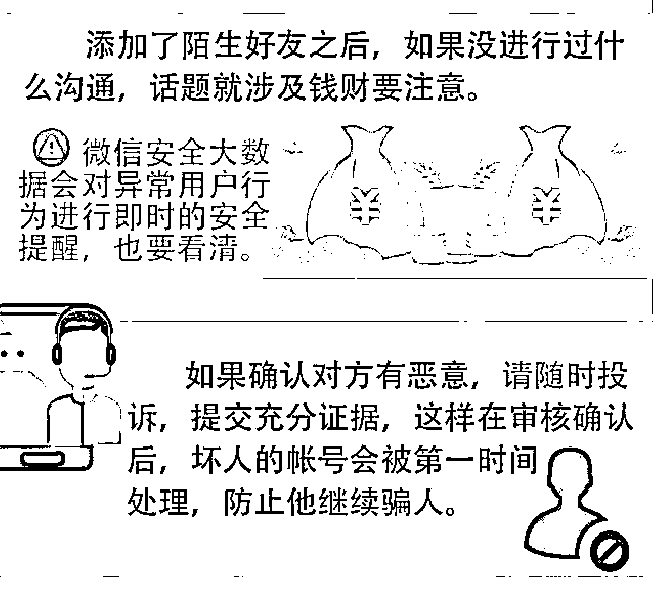 添加了陌生好友之后，如果没进行过什
么沟通，话题就涉及钱财要注意。
微信安全大数
据会对异常用户行
为进行即时的安全
提醒，也要看清。
¥ ¥
如果确认对方有恶意，请随时投
诉，提交充分证据，这样在审核确认
后，坏人的帐号会被第一时间
处理，防止他继续骗人。